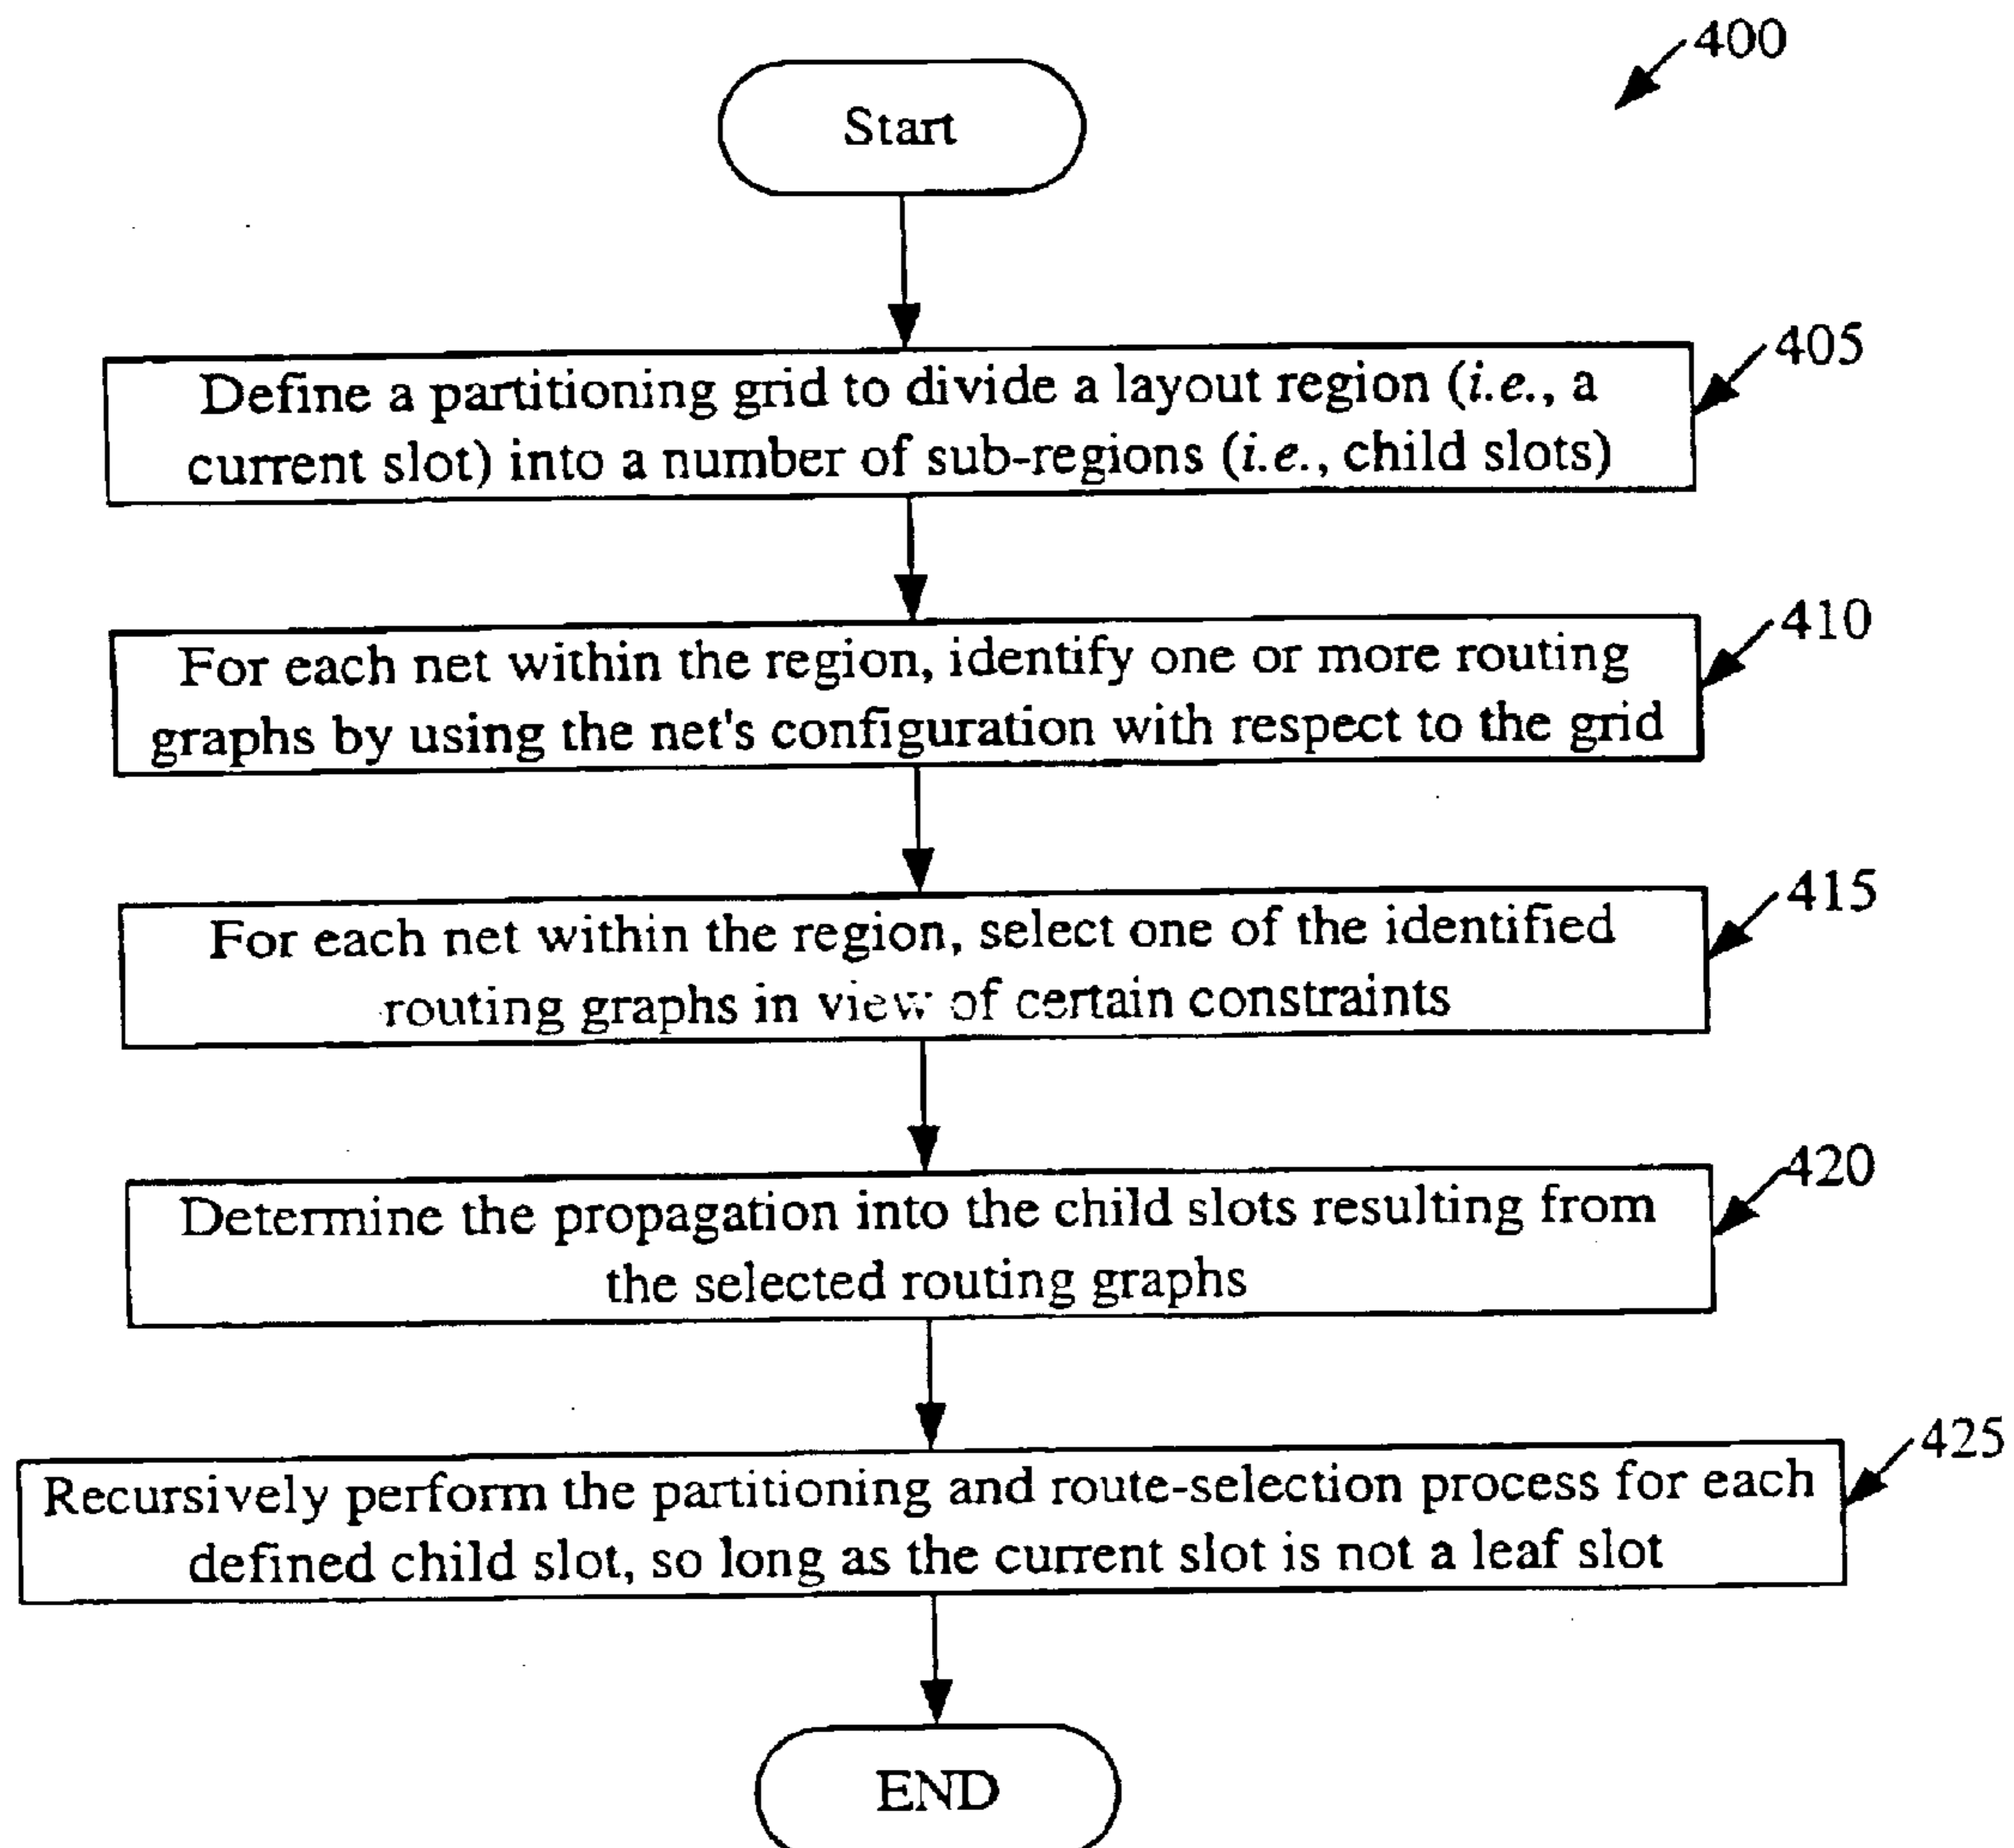 400
Start
405
Define a partitioning grid to divide a layout region (i.e., a
current slot) into a number of sub-regions (i.e., child slots)
410
For each net within the region, identify one or more routing
graphs by using the net's configuration with respect to the grid
415
For each net within the region, select one of the identified
routing graphs in view of certain constraints
420
Determine the propagation into the child slots resulting from
the selected routing graphs
425
Recursively perform the partitioning and route-selection process for each
defined child slot, so long as the current slot is not a leaf slot
END